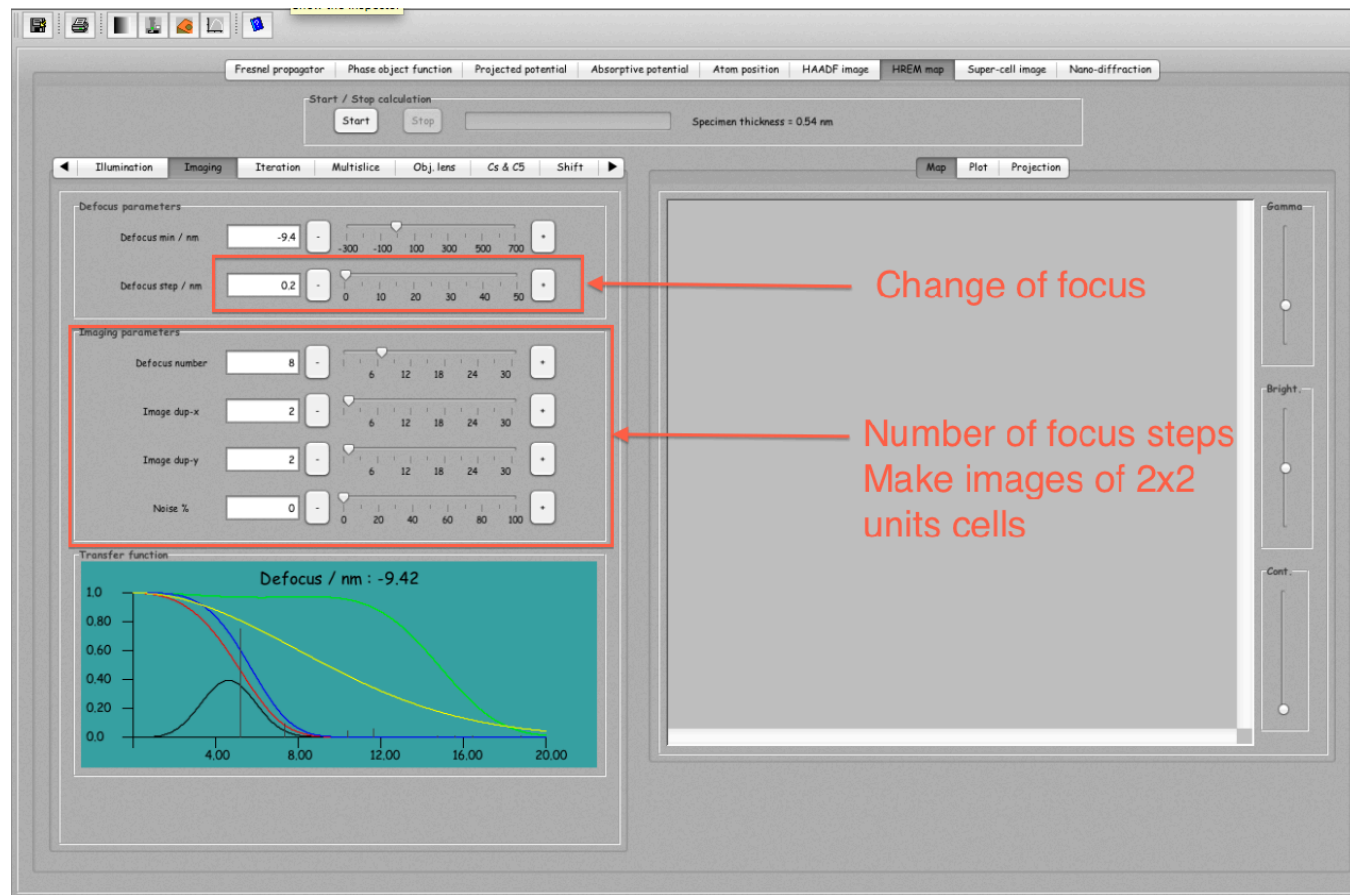 Show the inspector
Fresnel propagator Phase object function Projected potential Absorptive potential Atom position HAADF image HREM map Super-cell image Nano-diffraction
Start / Stop calculation
Start Stop Specimen thickness = 0.54 nm
Illumination Imaging Iteration Multislice Obj. lens Cs & C5 Shift
Map Plot Projection
Defocus parameters
Defocus min / nm -9.4 - +
-300 -100 100 300 500 700
Defocus step / nm 0.2 - +
0 10 20 30 40 50
Change of focus
Imaging parameters
Defocus number 8 - +
6 12 18 24 30
Image dup-x 2 - +
6 12 18 24 30
Image dup-y 2 - +
6 12 18 24 30
Noise % 0 - +
0 20 40 60 80 100
Number of focus steps
Make images of 2x2
units cells
Transfer function
Defocus / nm : -9.42
1.0
0.80
0.60
0.40
0.20
0.0
4.00 8.00 12.00 16.00 20.00
Gamma
Bright.
Cont.